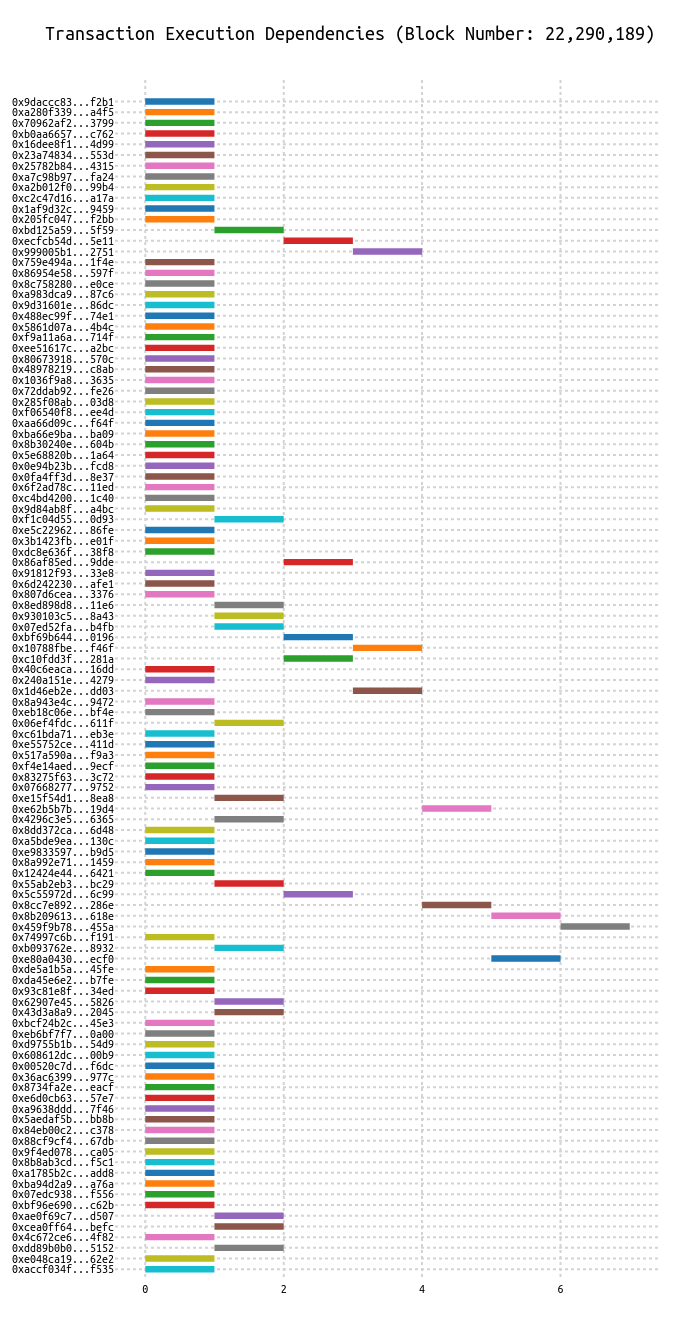 Transaction Execution Dependencies (Block Number: 22,290,189)
0x9daccc83...f2b1
0xa280f339...a4f5
0x70962af2...3799
0xb0aa6657...c762
0x16dee8f1...4d99
0x23a74834...553d
0x25782b84...4315
0xa7c98b97...fa24
0xa2b012f0...99b4
0xc2c47d16...a17a
0x1af9d32c...9459
0x205fc047...f2bb
0xbd125a59...5f59
0xecfcb54d...5e11
0x999005b1...2751
0x759e494a...1f4e
0x86954e58...597f
0x8c758280...e0ce
0xa983dca9...87c6
0x9d31601e...86dc
0x488ec99f...74e1
0x5861d07a...4b4c
0xf9a11a6a...714f
0xee51617c...a2bc
0x80673918...570c
0x48978219...c8ab
0x1036f9a8...3635
0x72ddab92...fe26
0x285f08ab...03d8
0xf06540f8...ee4d
0xaa66d09c...f64f
0xba66e9ba...ba09
0x8b30240e...604b
0x5e68820b...1a64
0x0e94b23b...fcd8
0x0fa4ff3d...8e37
0x6f2ad78c...11ed
0xc4bd4200...1c40
0x9d84ab8f...a4bc
0xf1c04d55...0d93
0xe5c22962...86fe
0x3b1423fb...e01f
0xdc8e636f...38f8
0x86af85ed...9dde
0x91812f93...33e8
0x6d242230...afe1
0x807d6cea...3376
0x8ed898d8...11e6
0x930103c5...8a43
0x07ed52fa...b4fb
0xbf69b644...0196
0x10788fbe...f46f
0xc10fdd3f...281a
0x40c6eaca...16dd
0x240a151e...4279
0x1d46eb2e...dd03
0x8a943e4c...9472
0xeb18c06e...bf4e
0x06ef4fdc...611f
0xc61bda71...eb3e
0xe55752ce...411d
0x517a590a...f9a3
0xf4e14aed...9ecf
0x83275f63...3c72
0x07668277...9752
0xe15f54d1...8ea8
0xe62b5b7b...19d4
0x4296c3e5...6365
0x8dd372ca...6d48
0xa5bde9ea...130c
0xe9833597...b9d5
0x8a992e71...1459
0x12424e44...6421
0x55ab2eb3...bc29
0x5c55972d...6c99
0x8cc7e892...286e
0x8b209613...618e
0x459f9b78...455a
0x74997c6b...f191
0xb093762e...8932
0xe80a0430...ecf0
0xde5a1b5a...45fe
0xda45e6e2...b7fe
0x93c81e8f...34ed
0x62907e45...5826
0x43d3a8a9...2045
0xbcf24b2c...45e3
0xeb6bf7f7...0a00
0xd9755b1b...54d9
0x608612dc...00b9
0x00520c7d...f6dc
0x36ac6399...977c
0x8734fa2e...eacf
0xe6d0cb63...57e7
0xa9638ddd...7f46
0x5aedaf5b...bb8b
0x84eb00c2...c378
0x88cf9cf4...67db
0x9f4ed078...ca05
0x8b8ab3cd...f5c1
0xa1785b2c...add8
0xba94d2a9...a76a
0x07edc938...f556
0xbf96e690...c62b
0xae0f69c7...d507
0xcea0ff64...befc
0x4c672ce6...4f82
0xdd89b0b0...5152
0xe048ca19...62e2
0xaccf034f...f535
0 2 4 6